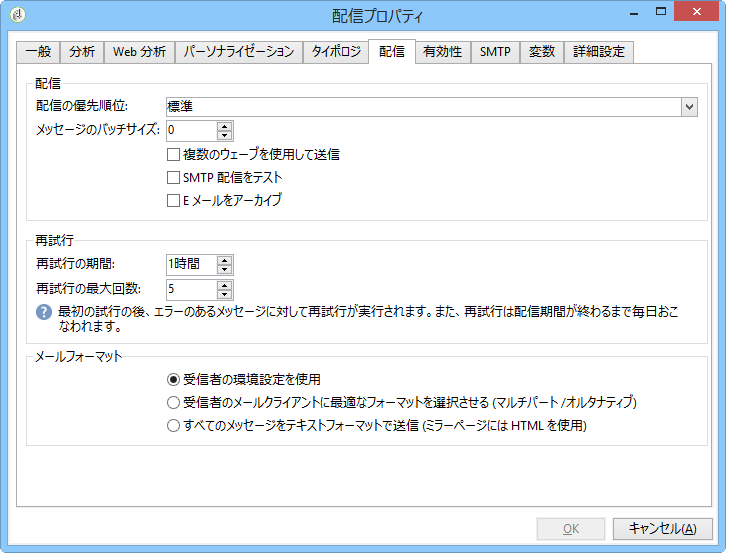 配信プロパティ
一般 分析 Web 分析 パーソナライゼーション タイポロジ 配信 有効性 SMTP 変数 詳細設定
配信
配信の優先順位: 標準
メッセージのバッチサイズ: 0
複数のウェーブを使用して送信
SMTP 配信をテスト
E メールをアーカイブ
再試行
再試行の期間: 1時間
再試行の最大回数: 5
最初の試行の後、エラーのあるメッセージに対して再試行が実行されます。また、再試行は配信期間が終わるまで毎日おこ
なわれます。
メールフォーマット
受信者の環境設定を使用
受信者のメールクライアントに最適なフォーマットを選択させる (マルチパート /オルタナティブ)
すべてのメッセージをテキストフォーマットで送信 (ミラーページには HTML を使用)
OK キャンセル(A)